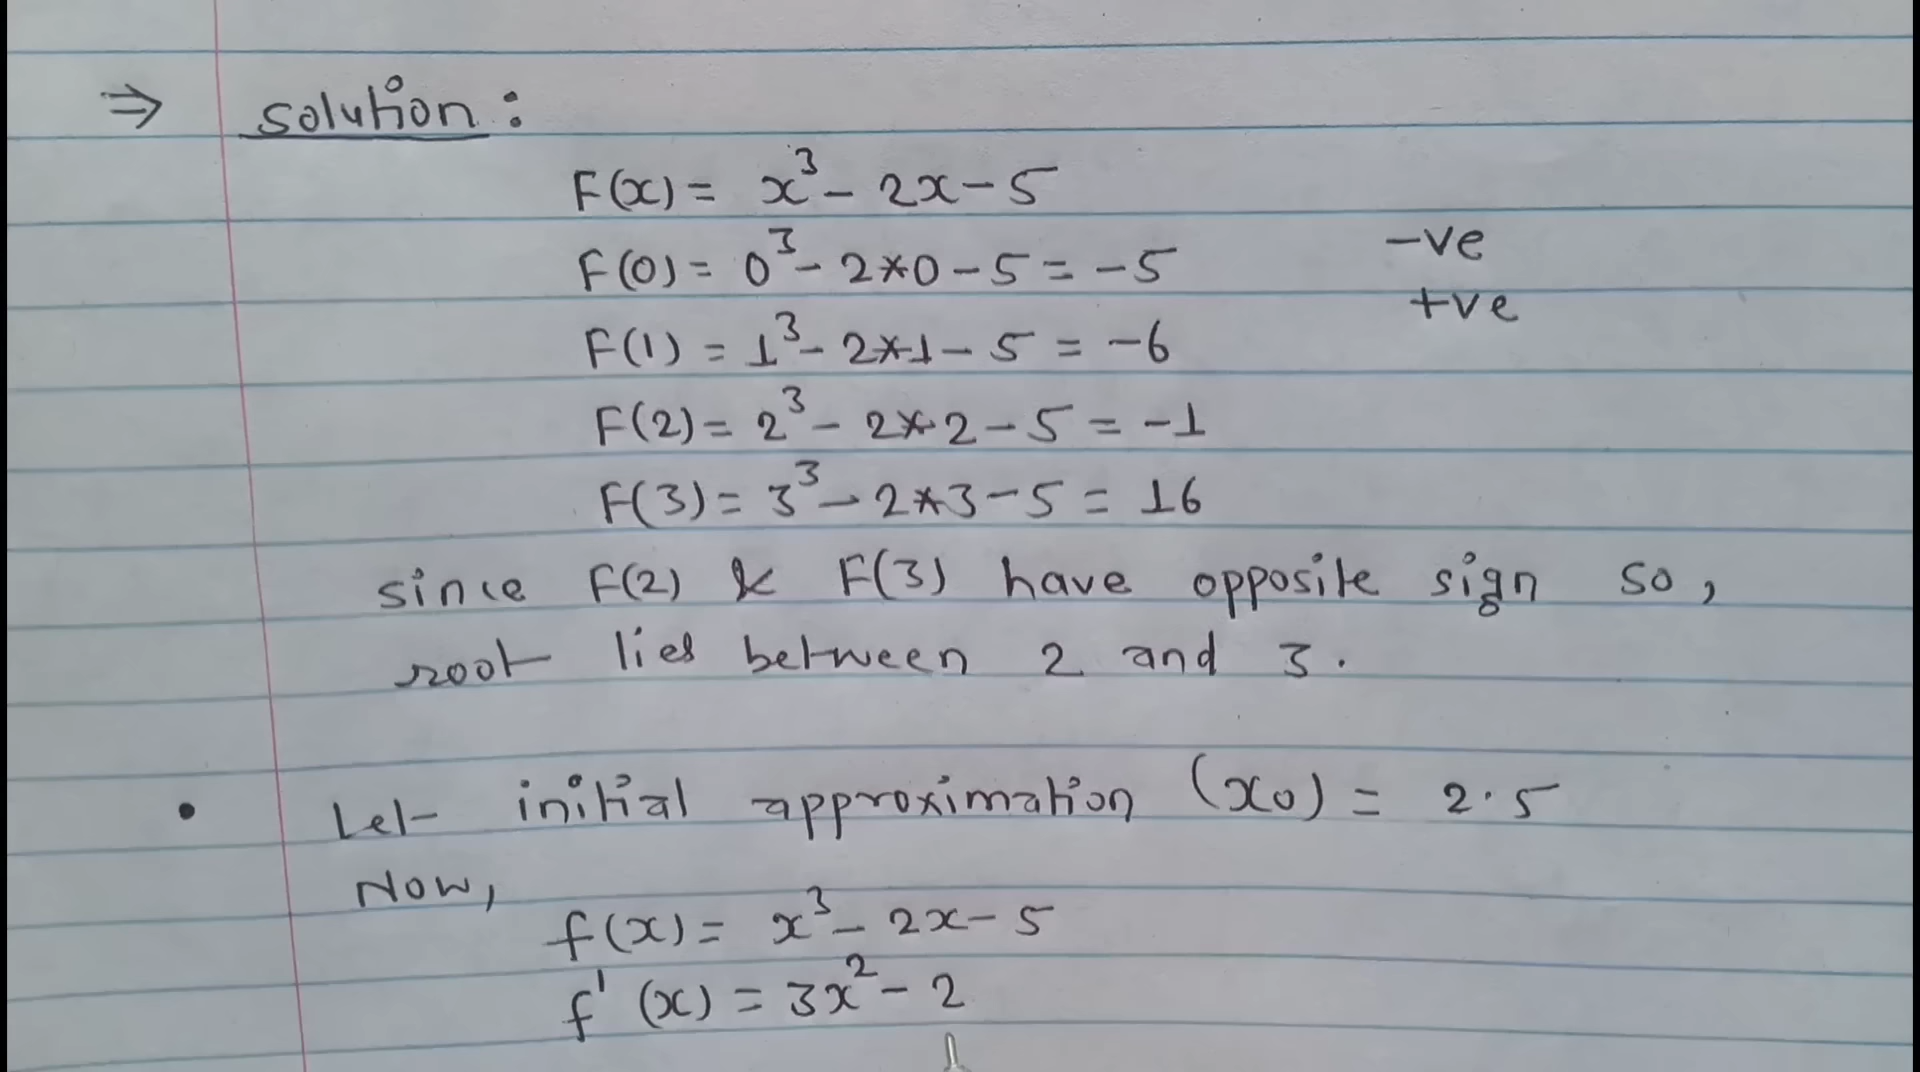 ⇒ solution:
F(x) = x³ - 2x - 5
F(0) = 0³ - 2*0 - 5 = -5 -ve
+ve
F(1) = 1³ - 2*1 - 5 = -6
F(2) = 2³ - 2*2 - 5 = -1
F(3) = 3³ - 2*3 - 5 = 16
since F(2) & F(3) have opposite sign so,
root lies between 2 and 3.
• Let initial approximation (x₀) = 2.5
Now,
f(x) = x³ - 2x - 5
f'(x) = 3x² - 2